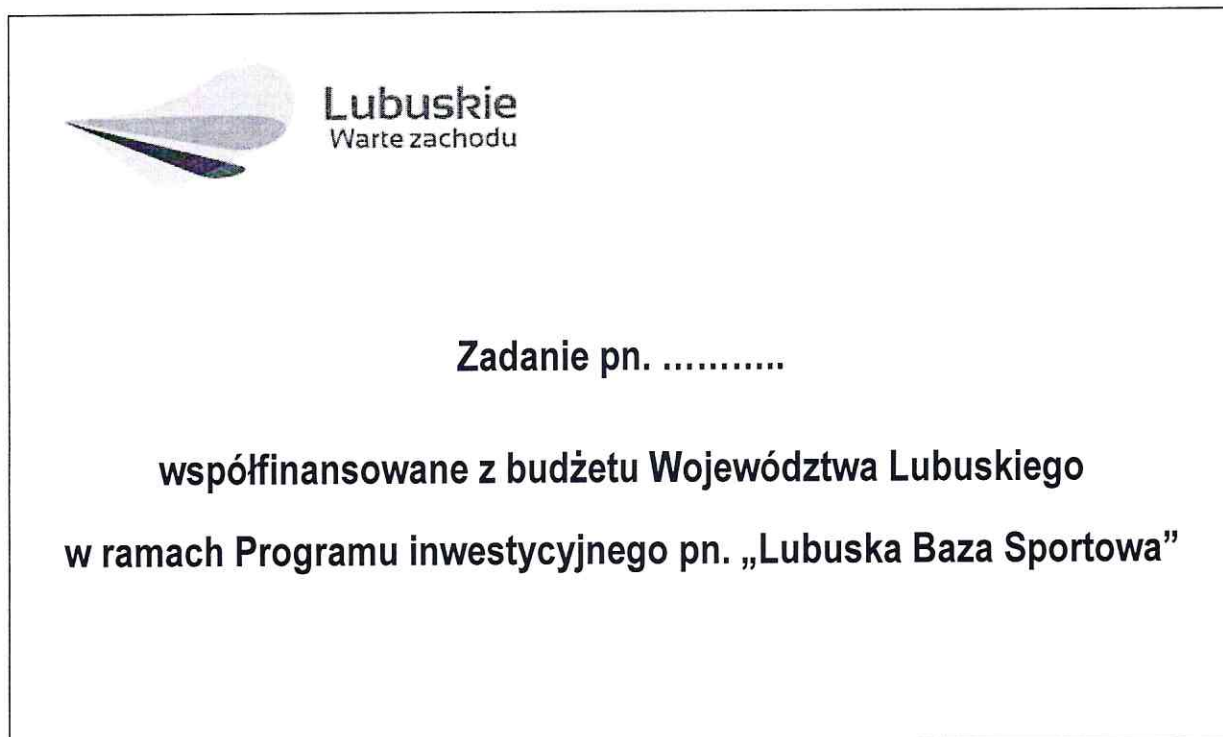 Lubuskie
Warte zachodu
Zadanie pn. ...........
współfinansowane z budżetu Województwa Lubuskiego
w ramach Programu inwestycyjnego pn. „Lubuska Baza Sportowa”